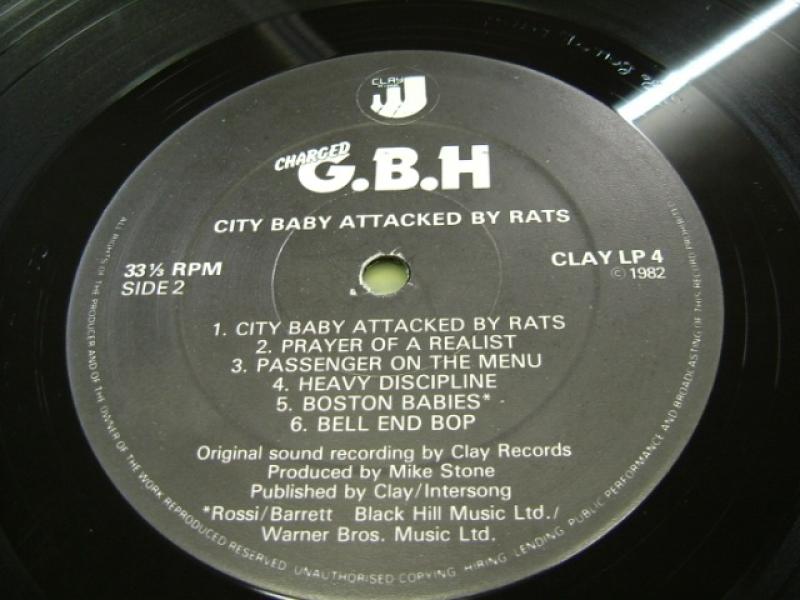 CLAY
CHARGED
G.B.H
CITY BABY ATTACKED BY RATS
33⅓ RPM
SIDE 2
CLAY LP 4
© 1982
1. CITY BABY ATTACKED BY RATS
2. PRAYER OF A REALIST
3. PASSENGER ON THE MENU
4. HEAVY DISCIPLINE
5. BOSTON BABIES*
6. BELL END BOP
Original sound recording by Clay Records
Produced by Mike Stone
Published by Clay/Intersong
*Rossi/Barrett Black Hill Music Ltd./
Warner Bros. Music Ltd.
ALL RIGHTS OF THE PRODUCER AND OF THE OWNER OF THE WORK REPRODUCED RESERVED. UNAUTHORISED COPYING, HIRING, LENDING, PUBLIC PERFORMANCE AND BROADCASTING OF THIS RECORD PROHIBITED